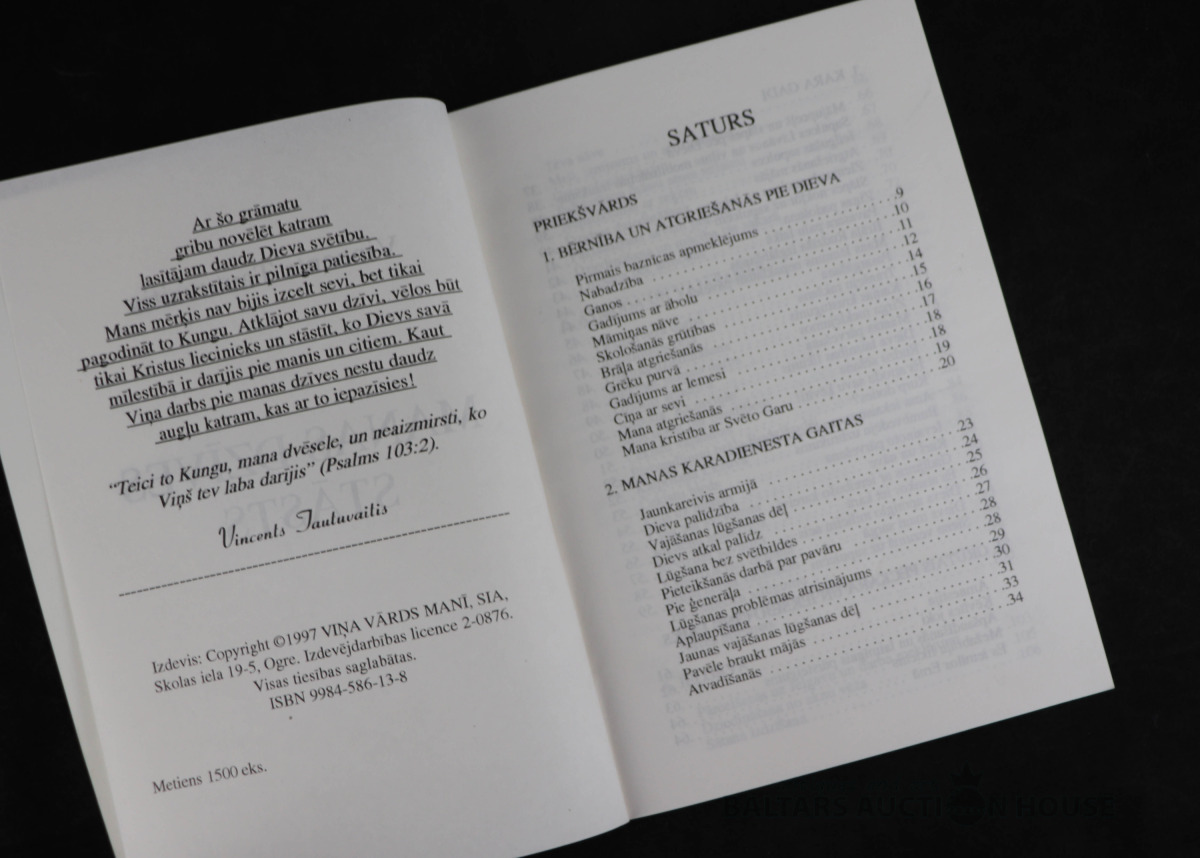 Ar šo grāmatu
gribu novēlēt katram
lasītājam daudz Dieva svētību.
Viss uzrakstītais ir pilnīga patiesība.
Mans mērķis nav bijis izcelt sevi, bet tikai
pagodināt to Kungu. Atklājot savu dzīvi, vēlos būt
tikai Kristus liecinieks un stāstīt, ko Dievs savā
milestībā ir darījis pie manis un citiem. Kaut
Viņa darbs pie manas dzīves nestu daudz
augļu katram, kas ar to iepazīsies!
“Teici to Kungu, mana dvēsele, un neaizmirsti, ko
Viņš tev laba darījis” (Psalms 103:2).
Vincents Tautuvailis
Izdevis: Copyright ©1997 VIŅA VĀRDS MANĪ, SIA,
Skolas iela 19-5, Ogre. Izdevējdarbības licence 2-0876.
Visas tiesības saglabātas.
ISBN 9984-586-13-8
Metiens 1500 eks.
SATURS
PRIEKŠVĀRDS
1. BĒRNĪBA UN ATGRIEŠANĀS PIE DIEVA
Pirmais baznīcas apmeklējums . . . . . . . . . .9
Nabadzība . . . . . . . . . .10
Ganos . . . . . . . . . .11
Gadījums ar ābolu . . . . . . . . . .12
Māmiņas nāve . . . . . . . . . .14
Skološanās grūtības . . . . . . . . . .15
Brāļa atgriešanās . . . . . . . . . .16
Grēku purvā . . . . . . . . . .17
Gadījums ar lemesi . . . . . . . . . .18
Cīņa ar sevi . . . . . . . . . .18
Mana atgriešanās . . . . . . . . . .19
Mana kristība ar Svēto Garu . . . . . . . . . .20
2. MANAS KARADIENESTA GAITAS
Jaunkareivis armijā . . . . . . . . . .23
Dieva palīdzība . . . . . . . . . .24
Vajāšanas lūgšanas dēļ . . . . . . . . . .25
Dievs atkal palīdz . . . . . . . . . .26
Lūgšana bez svētbildes . . . . . . . . . .27
Pieteikšanās darbā par pavāru . . . . . . . . . .28
Pie ģenerāļa . . . . . . . . . .28
Lūgšanas problēmas atrisinājums . . . . . . . . . .29
Aplaupīšana . . . . . . . . . .30
Jaunas vajāšanas lūgšanas dēļ . . . . . . . . . .31
Pavēle braukt mājās . . . . . . . . . .33
Atvadīšanās . . . . . . . . . .34
BALTARS AUCTION HOUSE